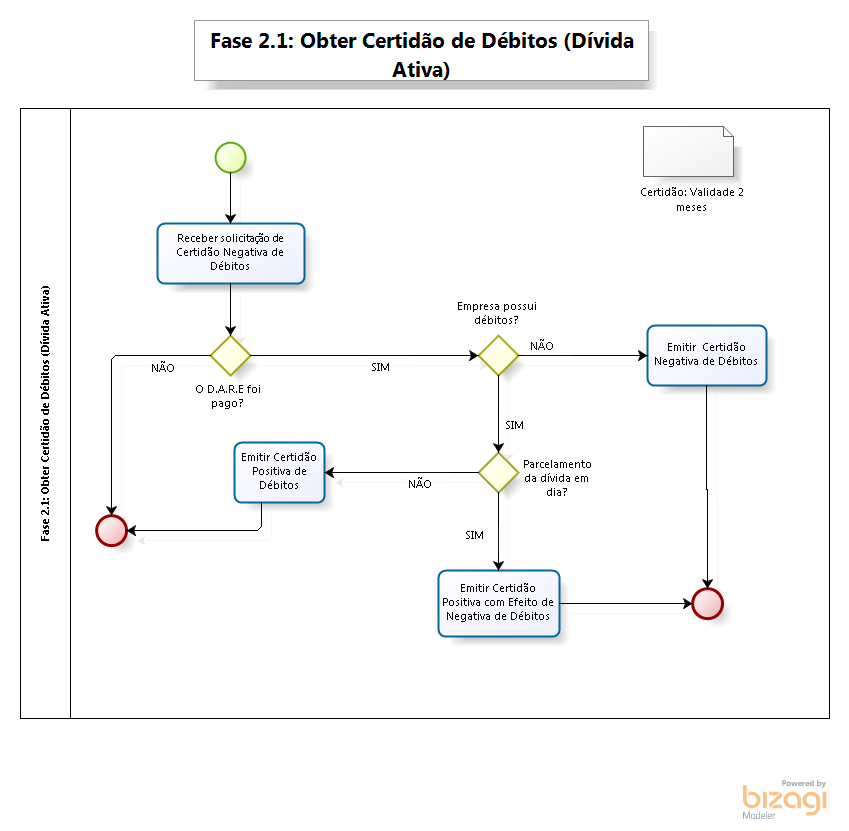 Fase 2.1: Obter Certidão de Débitos (Dívida
Ativa)
Fase 2.1: Obter Certidão de Débitos (Dívida Ativa)
Certidão: Validade 2
meses
Receber solicitação de
Certidão Negativa de
Débitos
Empresa possui
débitos?
NÃO
Emitir Certidão
Negativa de Débitos
NÃO
SIM
O D.A.R.E foi
pago?
SIM
Emitir Certidão
Positiva de
Débitos
NÃO
Parcelamento
da dívida em
dia?
SIM
Emitir Certidão
Positiva com Efeito de
Negativa de Débitos
Powered by
bizagi
Modeler